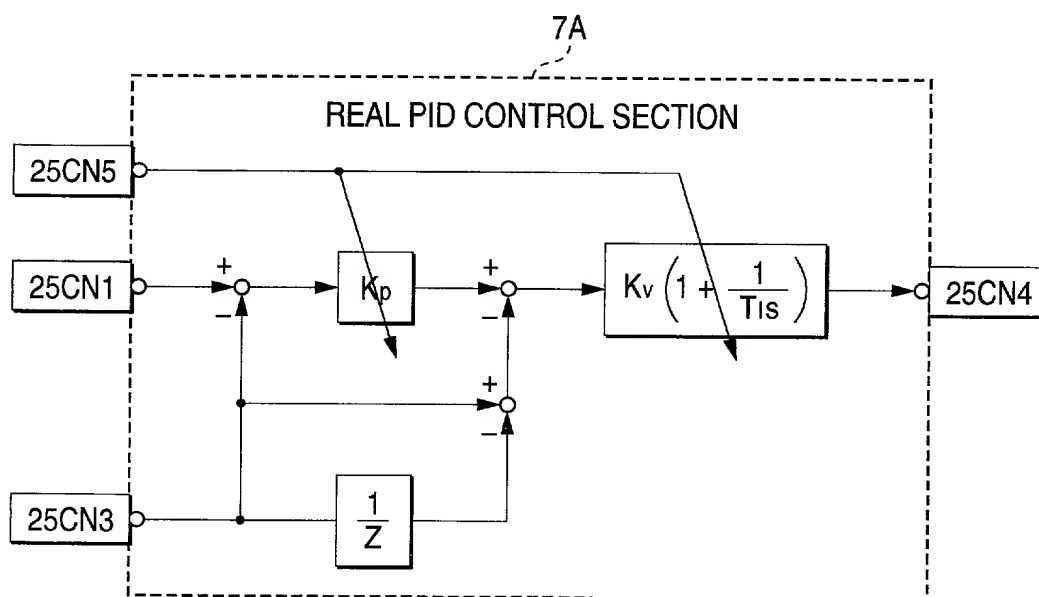 7A
REAL PID CONTROL SECTION
25CN5
25CN1
+
−
Kp
+
−
Kv(1 + 1/TIs)
25CN4
+
−
25CN3
1/Z